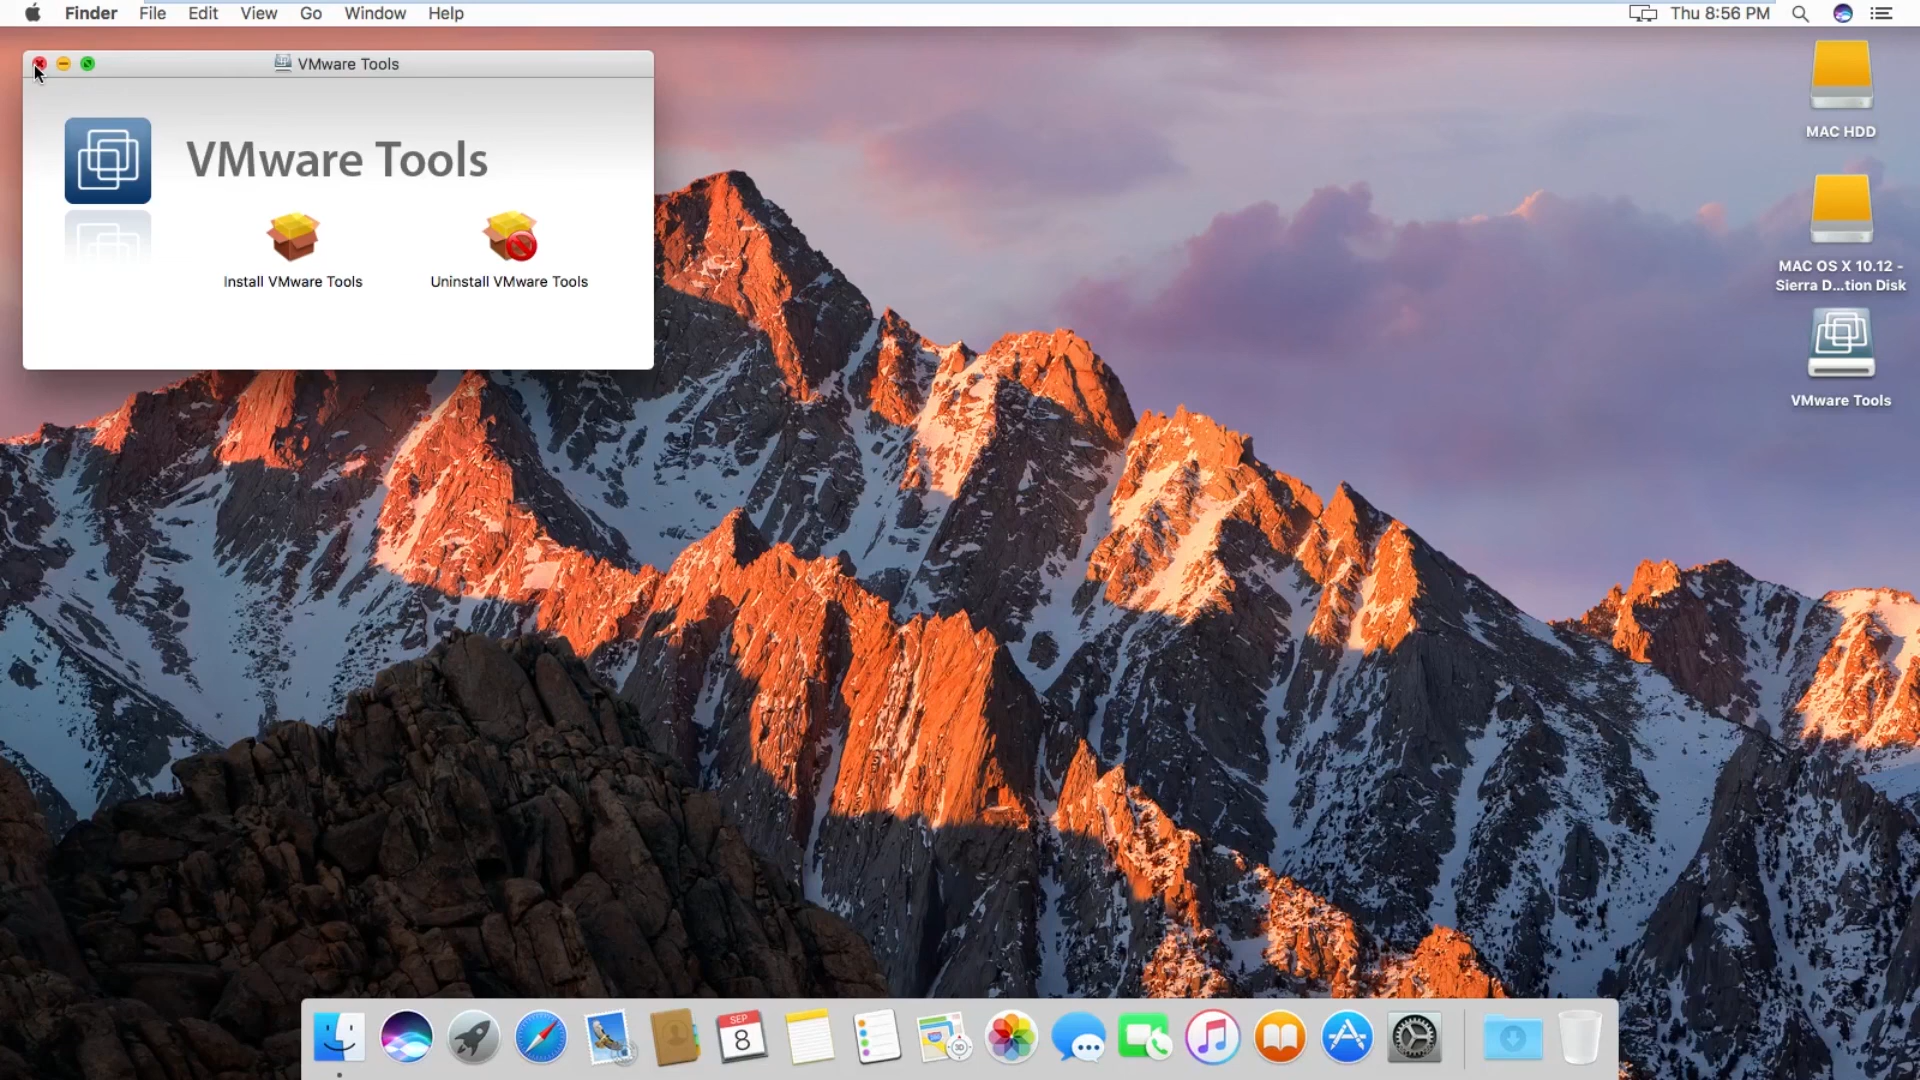 Finder File Edit View Go Window Help Thu 8:56 PM
VMware Tools
VMware Tools
Install VMware Tools Uninstall VMware Tools
MAC HDD
MAC OS X 10.12 -
Sierra D...tion Disk
VMware Tools
SEP
8
3D